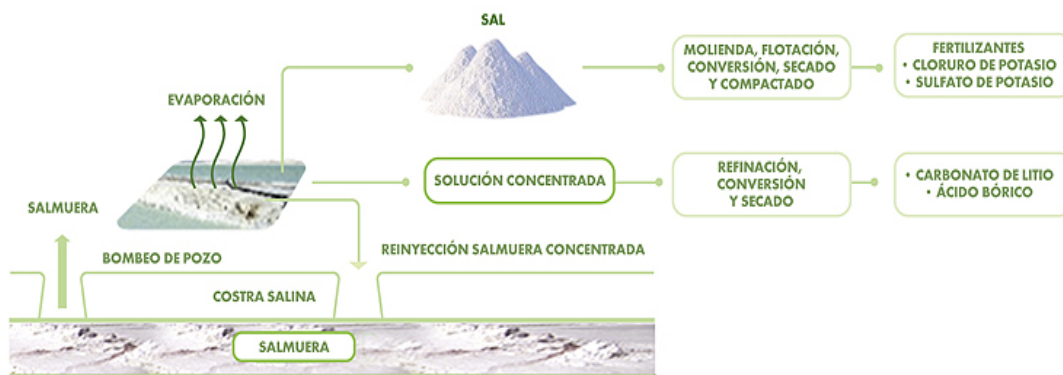 SAL
MOLIENDA, FLOTACIÓN,
CONVERSIÓN, SECADO
Y COMPACTADO
FERTILIZANTES
• CLORURO DE POTASIO
• SULFATO DE POTASIO
EVAPORACIÓN
SOLUCIÓN CONCENTRADA
REFINACIÓN,
CONVERSIÓN
Y SECADO
• CARBONATO DE LITIO
• ÁCIDO BÓRICO
SALMUERA
BOMBEO DE POZO
REINYECCIÓN SALMUERA CONCENTRADA
COSTRA SALINA
SALMUERA